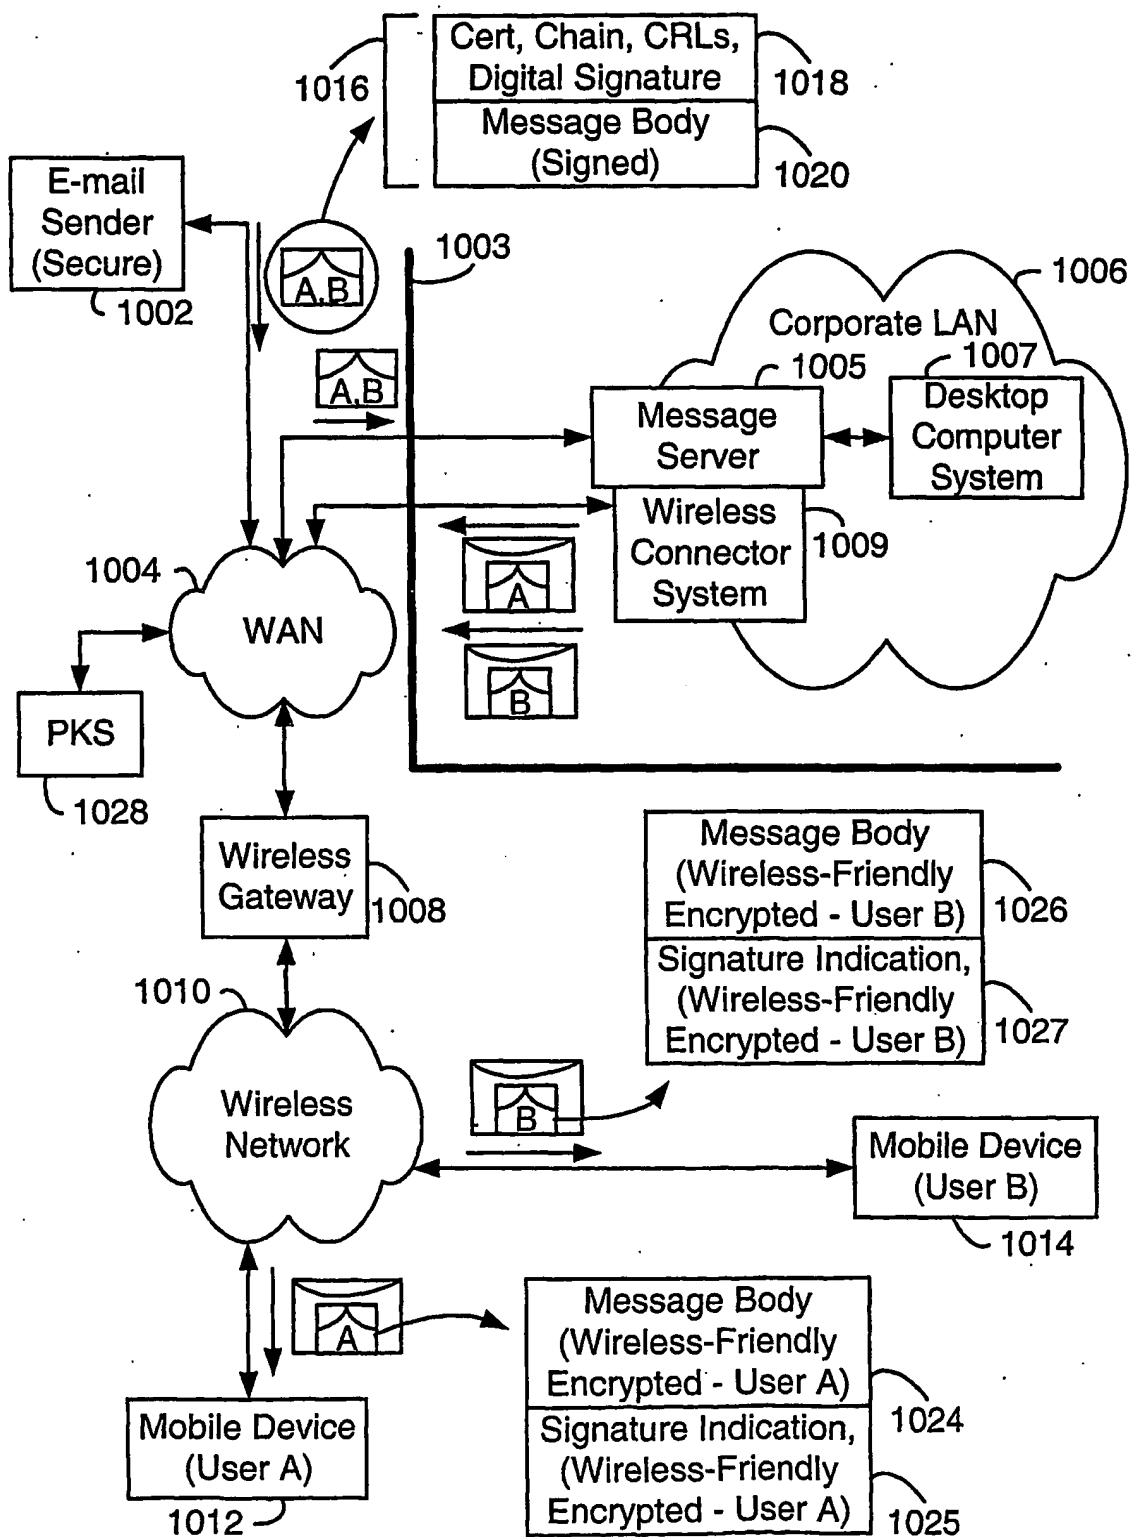 Cert, Chain, CRLs,
Digital Signature
1018
1016
Message Body
(Signed)
1020
E-mail
Sender
(Secure)
1002
A,B
1003
1006
Corporate LAN
A,B
1005
1007
Message
Server
Desktop
Computer
System
Wireless
Connector
System
1009
A
B
1004
WAN
PKS
1028
Wireless
Gateway
1008
Message Body
(Wireless-Friendly
Encrypted - User B)
1026
Signature Indication,
(Wireless-Friendly
Encrypted - User B)
1027
1010
Wireless
Network
B
Mobile Device
(User B)
1014
A
Message Body
(Wireless-Friendly
Encrypted - User A)
1024
Signature Indication,
(Wireless-Friendly
Encrypted - User A)
1025
Mobile Device
(User A)
1012